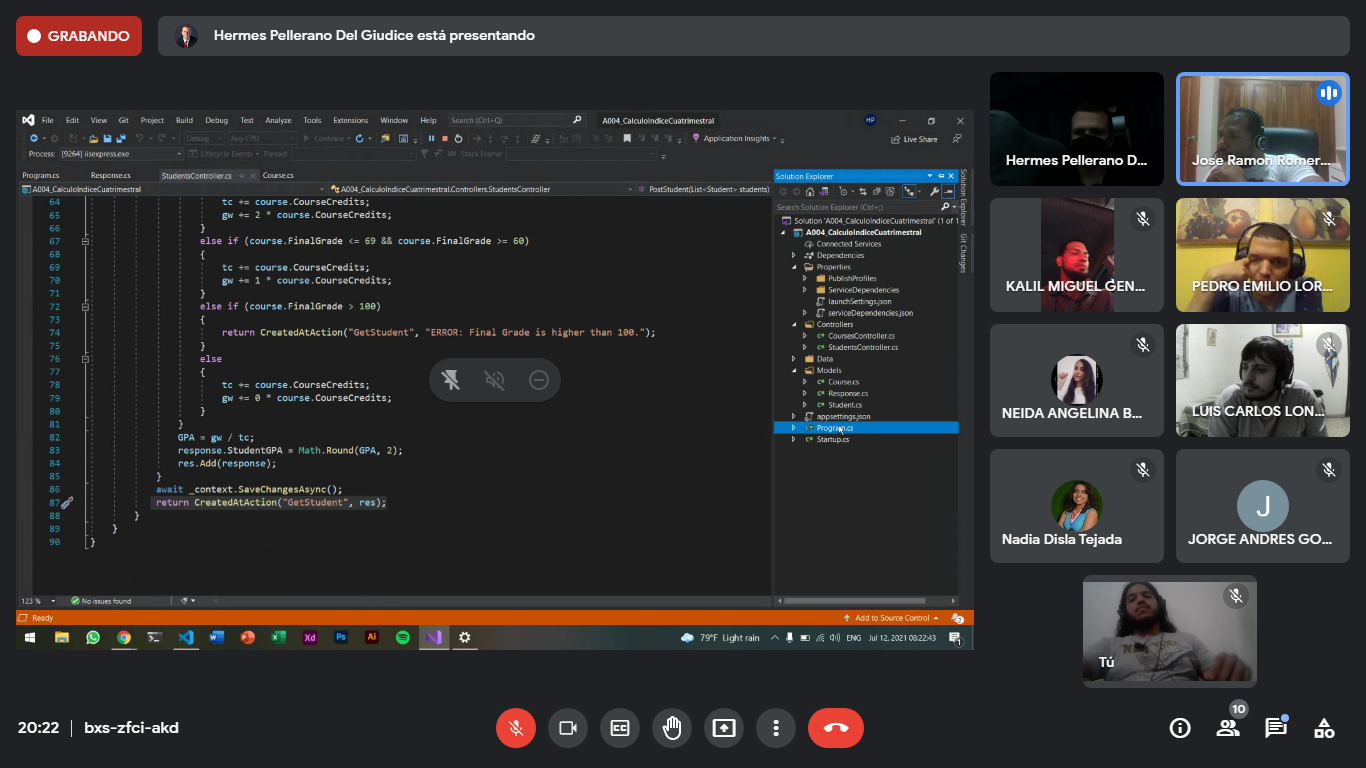 GRABANDO
Hermes Pellerano Del Giudice está presentando
File Edit View Git Project Build Debug Test Analyze Tools Extensions Window Help Search (Ctrl+Q) A004_CalculoIndiceCuatrimestral HP
Debug Any CPU Continue Application Insights Live Share
Process: [9264] iisexpress.exe Lifecycle Events Thread: Stack Frame:
Program.cs Response.cs StudentsController.cs Course.cs
A004_CalculoIndiceCuatrimestral A004_CalculoIndiceCuatrimestral.Controllers.StudentsController PostStudent(List<Student> students)
64 tc += course.CourseCredits;
65 gw += 2 * course.CourseCredits;
66 }
67 else if (course.FinalGrade <= 69 && course.FinalGrade >= 60)
68 {
69 tc += course.CourseCredits;
70 gw += 1 * course.CourseCredits;
71 }
72 else if (course.FinalGrade > 100)
73 {
74 return CreatedAtAction("GetStudent", "ERROR: Final Grade is higher than 100.");
75 }
76 else
77 {
78 tc += course.CourseCredits;
79 gw += 0 * course.CourseCredits;
80 }
81 }
82 GPA = gw / tc;
83 response.StudentGPA = Math.Round(GPA, 2);
84 res.Add(response);
85 }
86 await _context.SaveChangesAsync();
87 return CreatedAtAction("GetStudent", res);
88 }
89 }
90 }
123 % No issues found
Ready
Add to Source Control
2
Solution Explorer
Search Solution Explorer (Ctrl+;)
Solution 'A004_CalculoIndiceCuatrimestral' (1 of 1
A004_CalculoIndiceCuatrimestral
Connected Services
Dependencies
Properties
PublishProfiles
ServiceDependencies
launchSettings.json
serviceDependencies.json
Controllers
CoursesController.cs
StudentsController.cs
Data
Models
Course.cs
Response.cs
Student.cs
appsettings.json
Program.cs
Startup.cs
Solution Explorer
Git Changes
Xd Ps Ai
79°F Light rain ENG Jul 12, 2021 08:22:43 1
Hermes Pellerano D...
Jose Ramon Romer...
KALIL MIGUEL GEN...
PEDRO EMILIO LOR...
NEIDA ANGELINA B...
LUIS CARLOS LON...
Nadia Disla Tejada
J
JORGE ANDRES GO...
Tú
20:22 | bxs-zfci-akd
CC
10